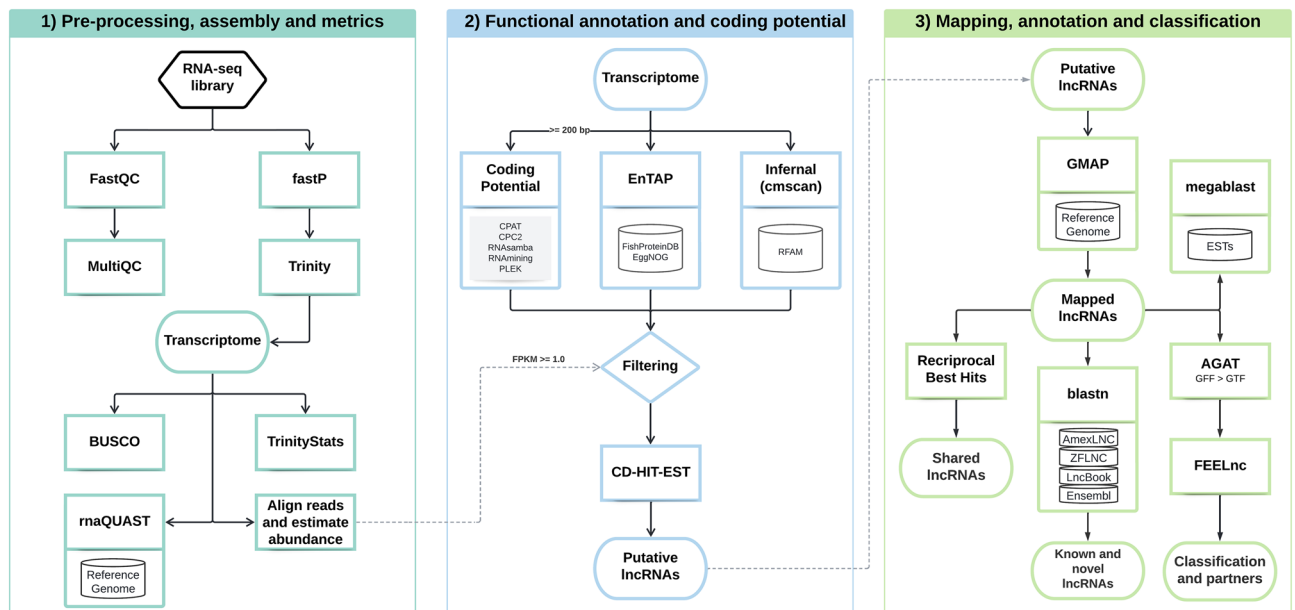 1) Pre-processing, assembly and metrics
RNA-seq
library
FastQC
fastP
MultiQC
Trinity
Transcriptome
BUSCO
TrinityStats
rnaQUAST
Reference
Genome
Align reads
and estimate
abundance
2) Functional annotation and coding potential
Transcriptome
>= 200 bp
Coding
Potential
CPAT
CPC2
RNAsamba
RNAmining
PLEK
EnTAP
FishProteinDB
EggNOG
Infernal
(cmscan)
RFAM
FPKM >= 1.0
Filtering
CD-HIT-EST
Putative
lncRNAs
3) Mapping, annotation and classification
Putative
lncRNAs
GMAP
Reference
Genome
megablast
ESTs
Mapped
lncRNAs
Recriprocal
Best Hits
Shared
lncRNAs
blastn
AmexLNC
ZFLNC
LncBook
Ensembl
Known and
novel
lncRNAs
AGAT
GFF > GTF
FEELnc
Classification
and partners